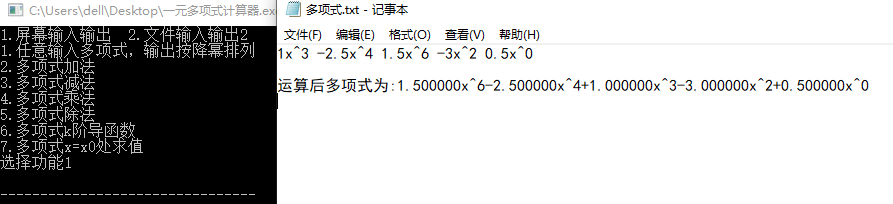 C:\Users\dell\Desktop\一元多项式计算器.exe
1.屏幕输入输出  2.文件输入输出2
1.任意输入多项式，输出按降幂排列
2.多项式加法
3.多项式减法
4.多项式乘法
5.多项式除法
6.多项式k阶导函数
7.多项式x=x0处求值
选择功能1
--------------------------------
多项式.txt - 记事本
文件(F) 编辑(E) 格式(O) 查看(V) 帮助(H)
1x^3 -2.5x^4 1.5x^6 -3x^2 0.5x^0
运算后多项式为:1.500000x^6-2.500000x^4+1.000000x^3-3.000000x^2+0.500000x^0